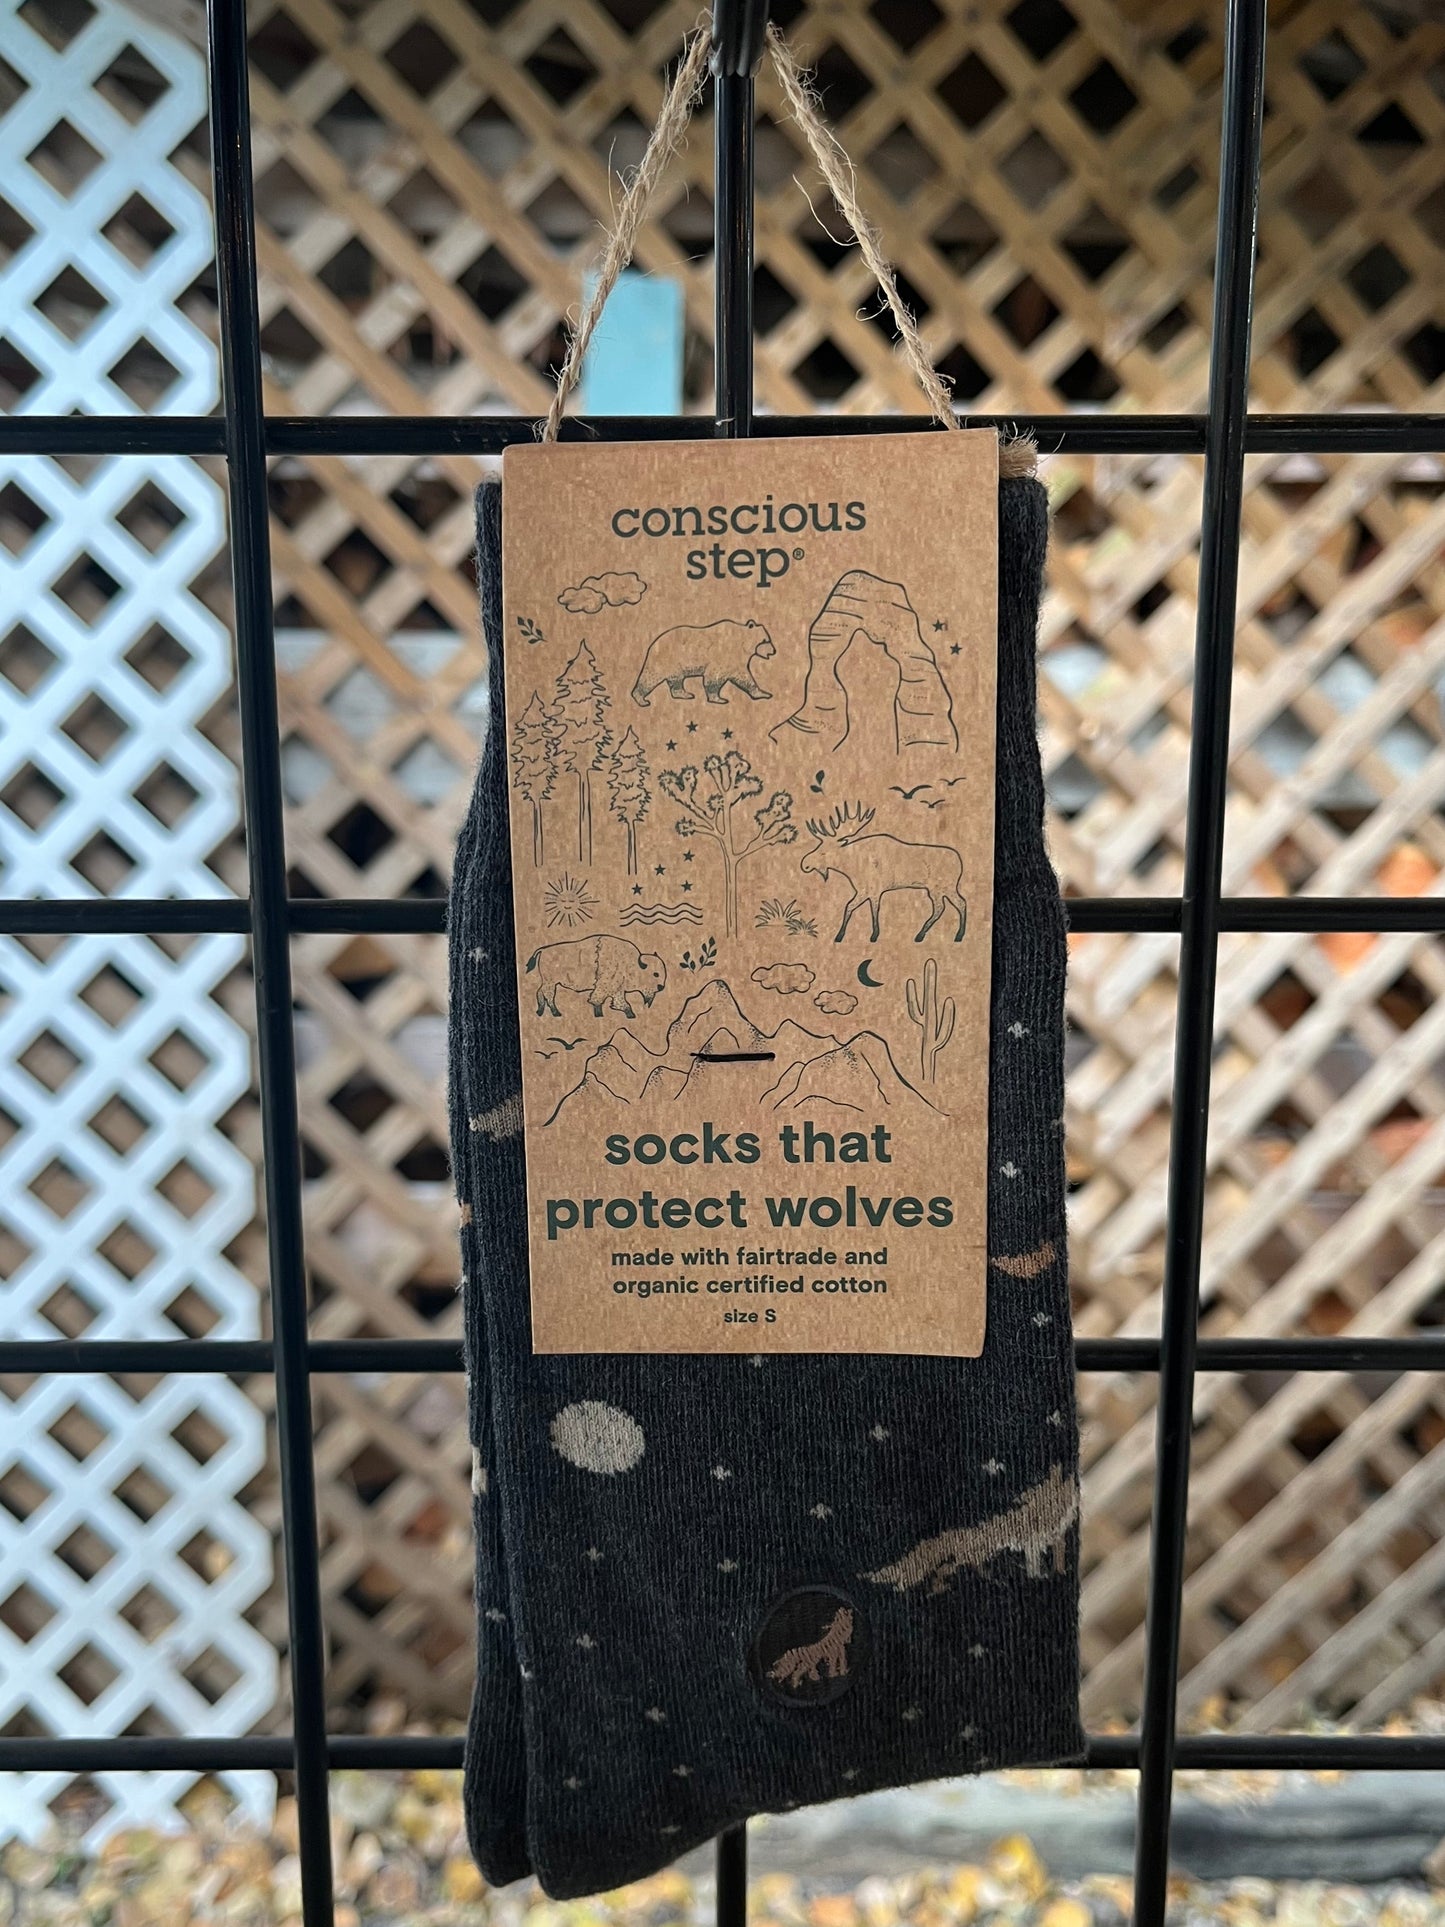 conscious
step®
socks that
protect wolves
made with fairtrade and
organic certified cotton
size S